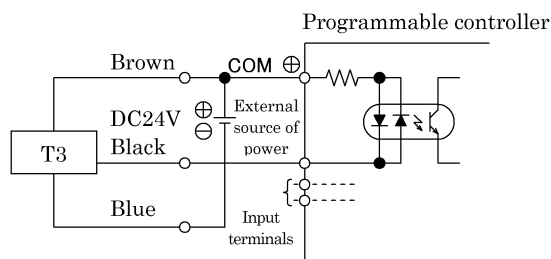 Programmable controller
Brown
COM ⊕
DC24V
⊕
⊖
External
source of
power
T3
Black
Blue
Input
terminals